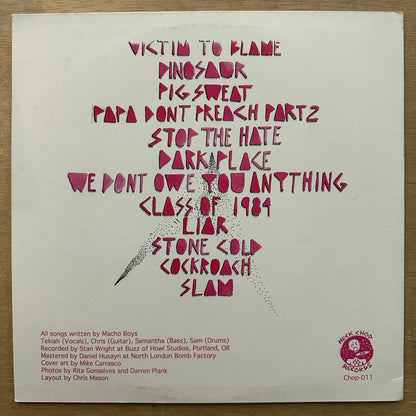 VICTIM TO BLAME
DINOSAUR
PIG SWEAT
PAPA DONT PREACH PART 2
STOP THE HATE
DARK PLACE
WE DONT OWE YOU ANYTHING
CLASS OF 1984
LIAR
STONE COLD
COCKROACH
SLAM
All songs written by Macho Boys
Tekiah (Vocals), Chris (Guitar), Samantha (Bass), Sam (Drums)
Recorded by Stan Wright at Buzz of Howl Studios, Portland, OR
Mastered by Daniel Husayn at North London Bomb Factory
Cover art by Mike Carrasco
Photos by Rita Gonsalves and Darren Plank
Layout by Chris Mason
NECK CHOP
RECORDS
Chop-011